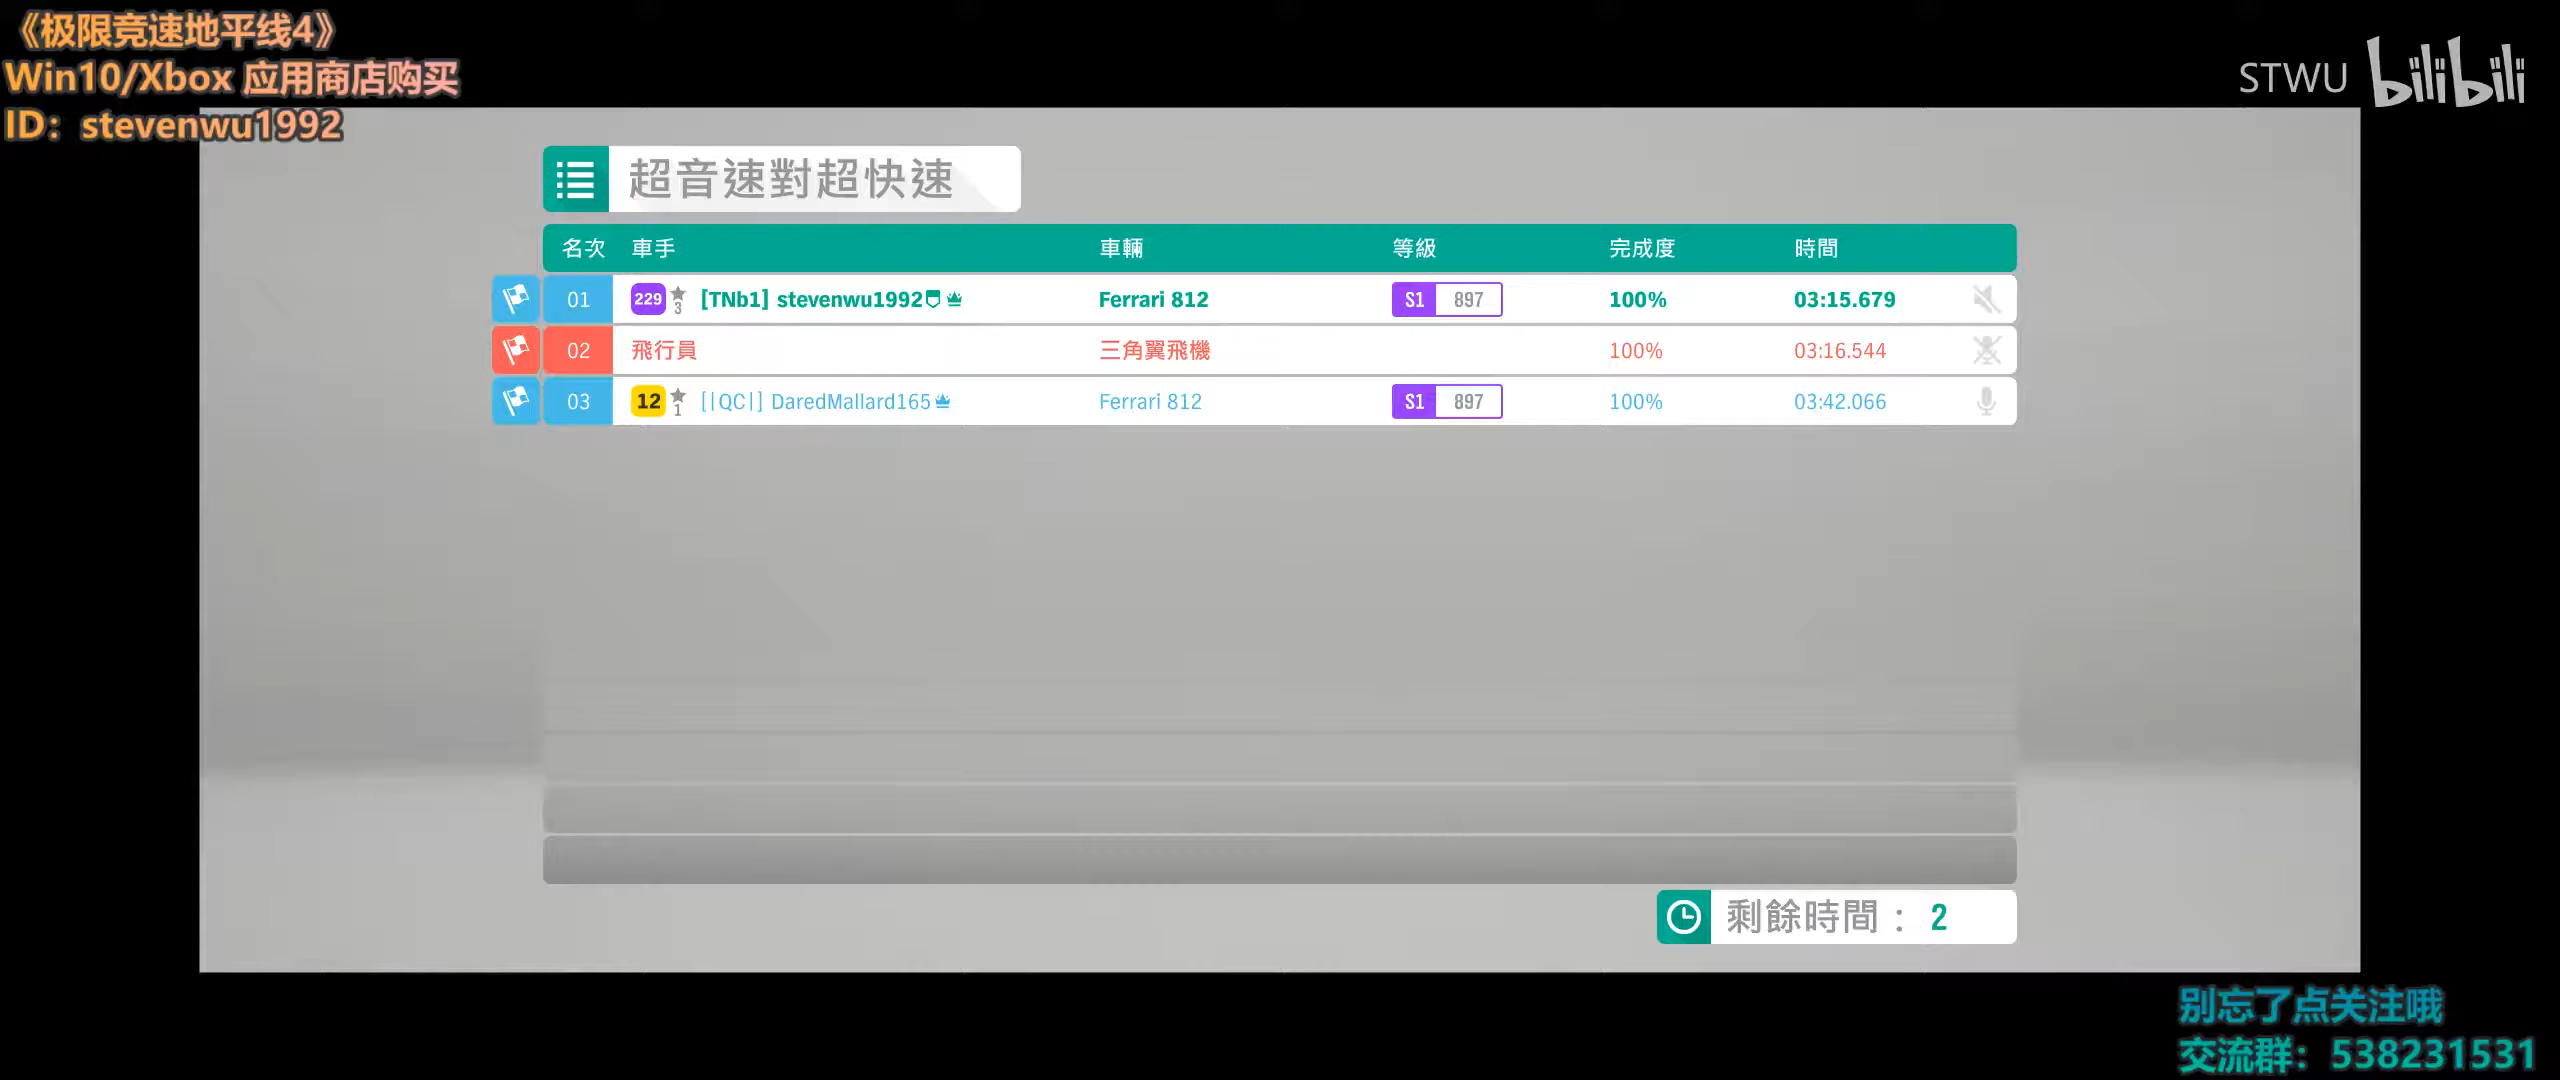 《极限竞速地平线4》
Win10/Xbox 应用商店购买
ID：stevenwu1992
STWU bilibili
超音速對超快速
名次 車手 車輛 等級 完成度 時間
01 229 3 [TNb1] stevenwu1992 Ferrari 812 S1 897 100% 03:15.679
02 飛行員 三角翼飛機 100% 03:16.544
03 12 1 [|QC|] DaredMallard165 Ferrari 812 S1 897 100% 03:42.066
剩餘時間： 2
别忘了点关注哦
交流群：538231531